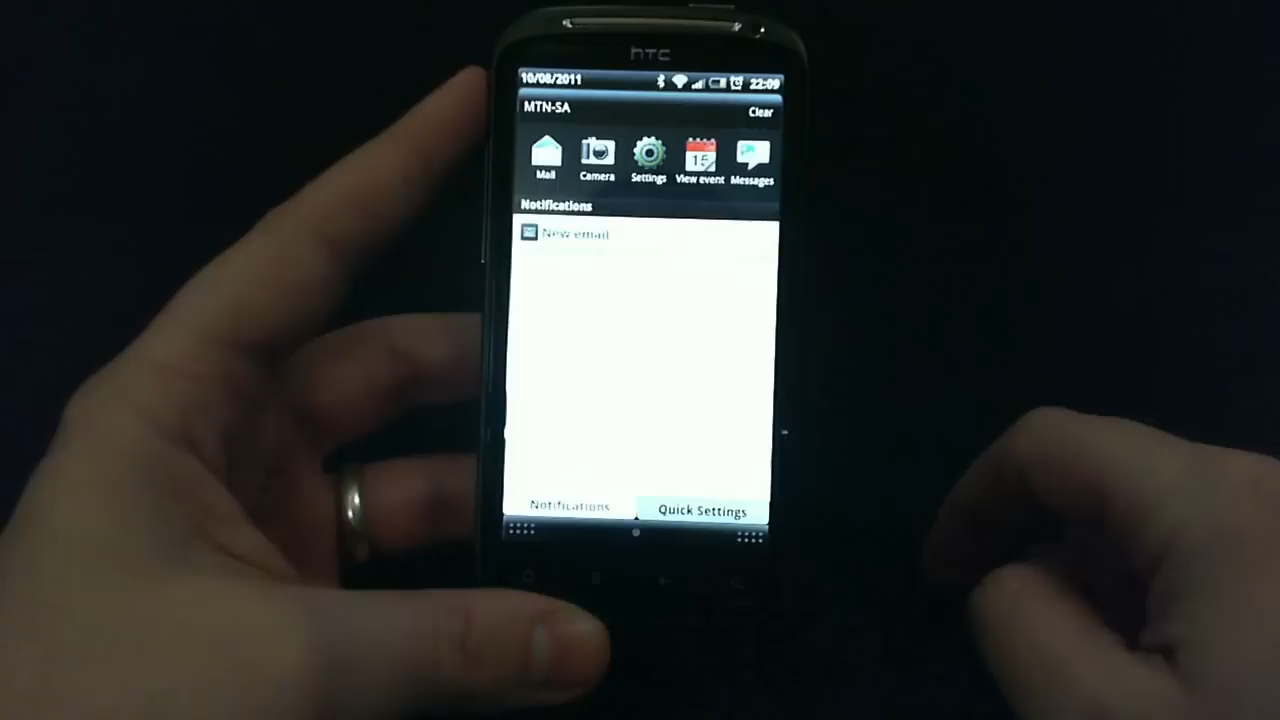 hTC
10/08/2011 22:09
MTN-SA Clear
Mail Camera Settings View event Messages
15
Notifications
New email
Notifications Quick Settings